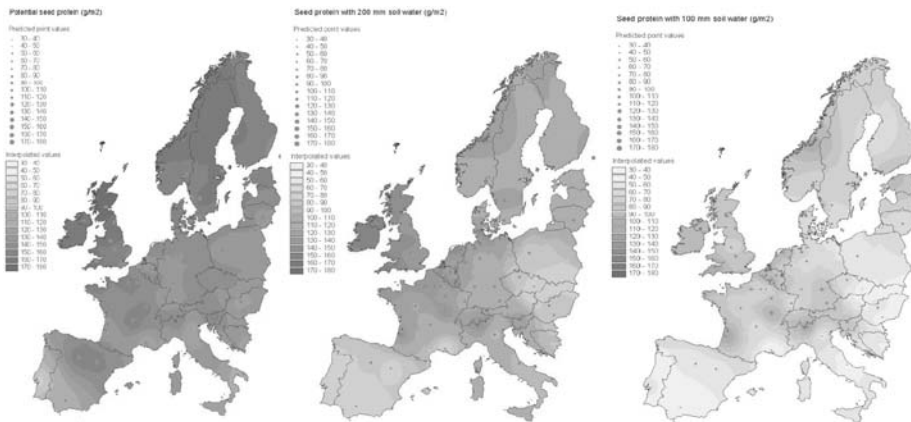 Potential seed protein (g/m2)
Predicted point values
30 - 40
40 - 50
50 - 60
60 - 70
70 - 80
80 - 90
90 - 100
100 - 110
110 - 120
120 - 130
130 - 140
140 - 150
150 - 160
160 - 170
170 - 180
Interpolated values
30 - 40
40 - 50
50 - 60
60 - 70
70 - 80
80 - 90
90 - 100
100 - 110
110 - 120
120 - 130
130 - 140
140 - 150
150 - 160
160 - 170
170 - 180
Seed protein with 200 mm soil water (g/m2)
Predicted point values
30 - 40
40 - 50
50 - 60
60 - 70
70 - 80
80 - 90
90 - 100
100 - 110
110 - 120
120 - 130
130 - 140
140 - 150
150 - 160
160 - 170
170 - 180
Interpolated values
30 - 40
40 - 50
50 - 60
60 - 70
70 - 80
80 - 90
90 - 100
100 - 110
110 - 120
120 - 130
130 - 140
140 - 150
150 - 160
160 - 170
170 - 180
Seed protein with 100 mm soil water (g/m2)
Predicted point values
30 - 40
40 - 50
50 - 60
60 - 70
70 - 80
80 - 90
90 - 100
100 - 110
110 - 120
120 - 130
130 - 140
140 - 150
150 - 160
160 - 170
170 - 180
Interpolated values
30 - 40
40 - 50
50 - 60
60 - 70
70 - 80
80 - 90
90 - 100
100 - 110
110 - 120
120 - 130
130 - 140
140 - 150
150 - 160
160 - 170
170 - 180